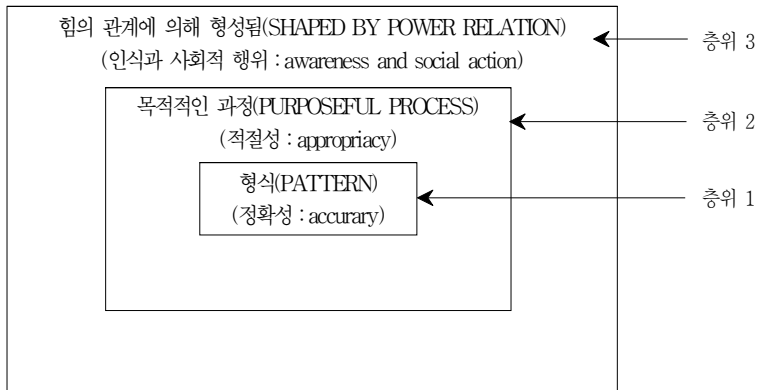 힘의 관계에 의해 형성됨(SHAPED BY POWER RELATION)
(인식과 사회적 행위 : awareness and social action)
층위 3
목적적인 과정(PURPOSEFUL PROCESS)
(적절성 : appropriacy)
층위 2
형식(PATTERN)
(정확성 : accurary)
층위 1